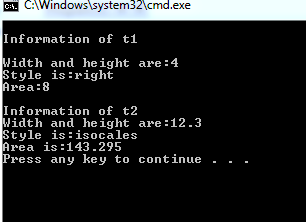 C:\Windows\system32\cmd.exe
Information of t1
Width and height are:4
Style is:right
Area:8
Information of t2
Width and height are:12.3
Style is:isocales
Area is:143.295
Press any key to continue . . .